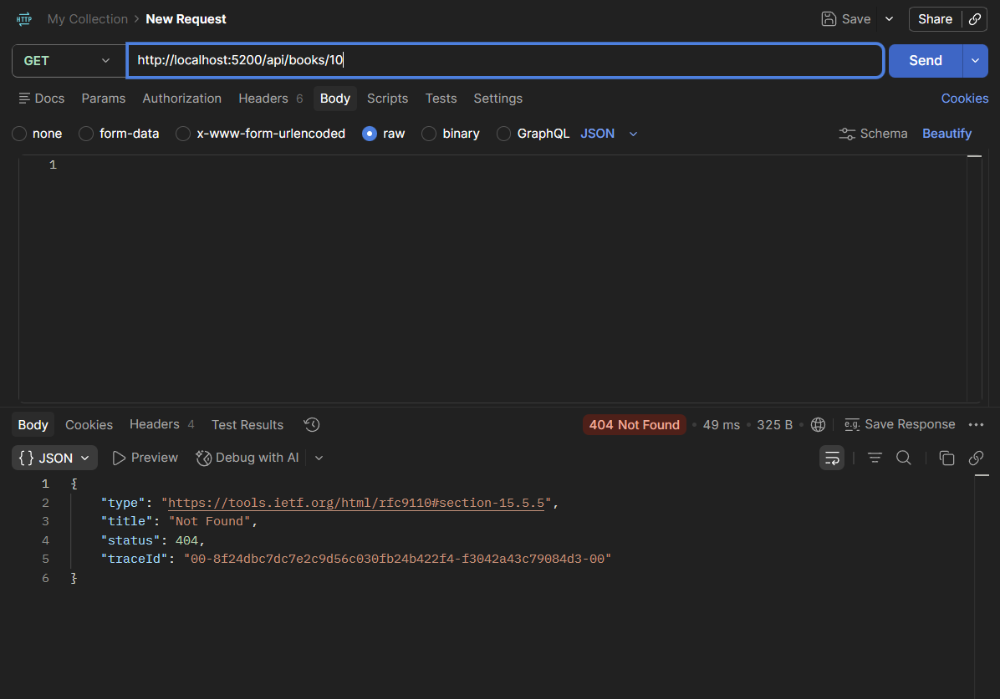 HTTP My Collection > New Request Save Share
GET http://localhost:5200/api/books/10 Send
Docs Params Authorization Headers 6 Body Scripts Tests Settings Cookies
none form-data x-www-form-urlencoded raw binary GraphQL JSON Schema Beautify
1
Body Cookies Headers 4 Test Results 404 Not Found • 49 ms • 325 B • e.g. Save Response
{} JSON Preview Debug with AI
1 {
2 "type": "https://tools.ietf.org/html/rfc9110#section-15.5.5",
3 "title": "Not Found",
4 "status": 404,
5 "traceId": "00-8f24dbc7dc7e2c9d56c030fb24b422f4-f3042a43c79084d3-00"
6 }